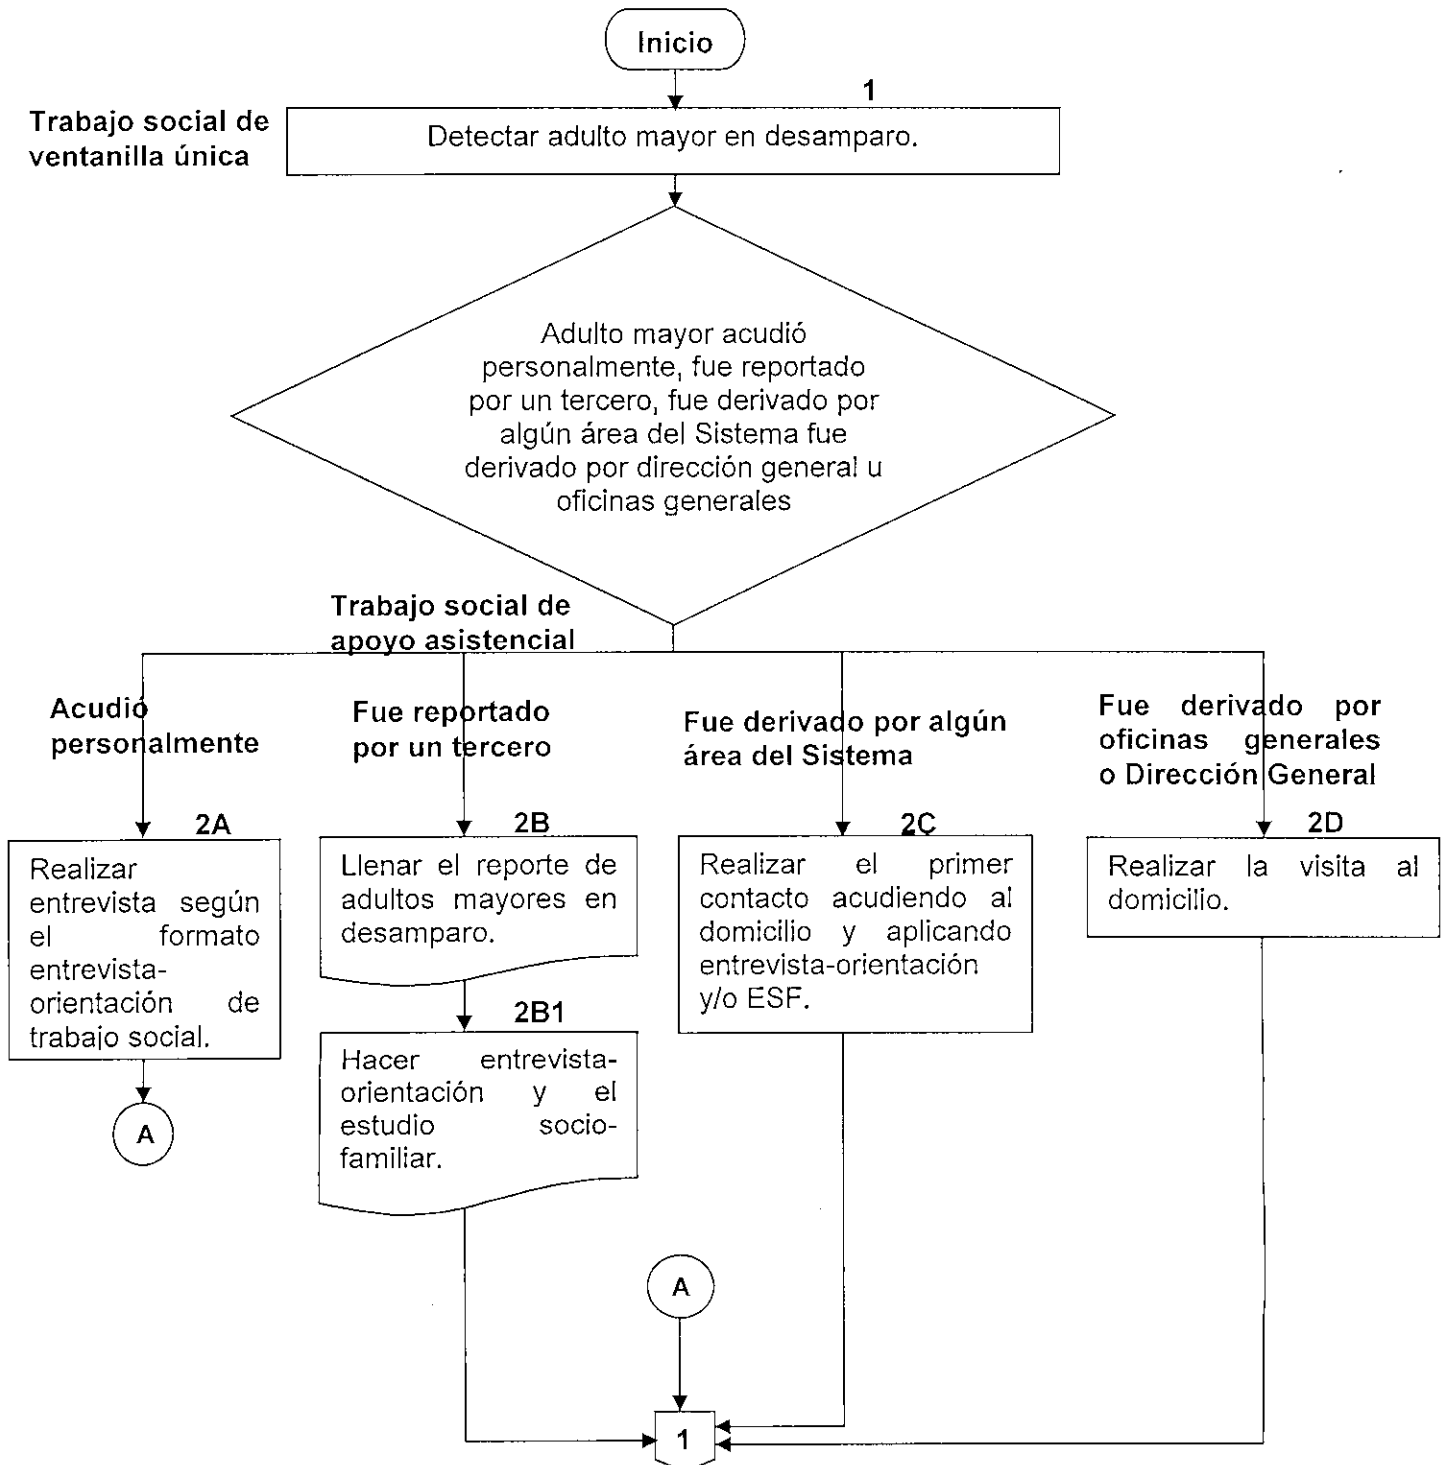 Inicio
1
Trabajo social de
ventanilla única
Detectar adulto mayor en desamparo.
Adulto mayor acudió
personalmente, fue reportado
por un tercero, fue derivado por
algún área del Sistema fue
derivado por dirección general u
oficinas generales
Trabajo social de
apoyo asistencial
Acudió
personalmente
Fue reportado
por un tercero
Fue derivado por algún
área del Sistema
Fue derivado por
oficinas generales
o Dirección General
2A
Realizar
entrevista según
el formato
entrevista-
orientación de
trabajo social.
A
2B
Llenar el reporte de
adultos mayores en
desamparo.
2B1
Hacer entrevista-
orientación y el
estudio socio-
familiar.
2C
Realizar el primer
contacto acudiendo al
domicilio y aplicando
entrevista-orientación
y/o ESF.
2D
Realizar la visita al
domicilio.
A
1